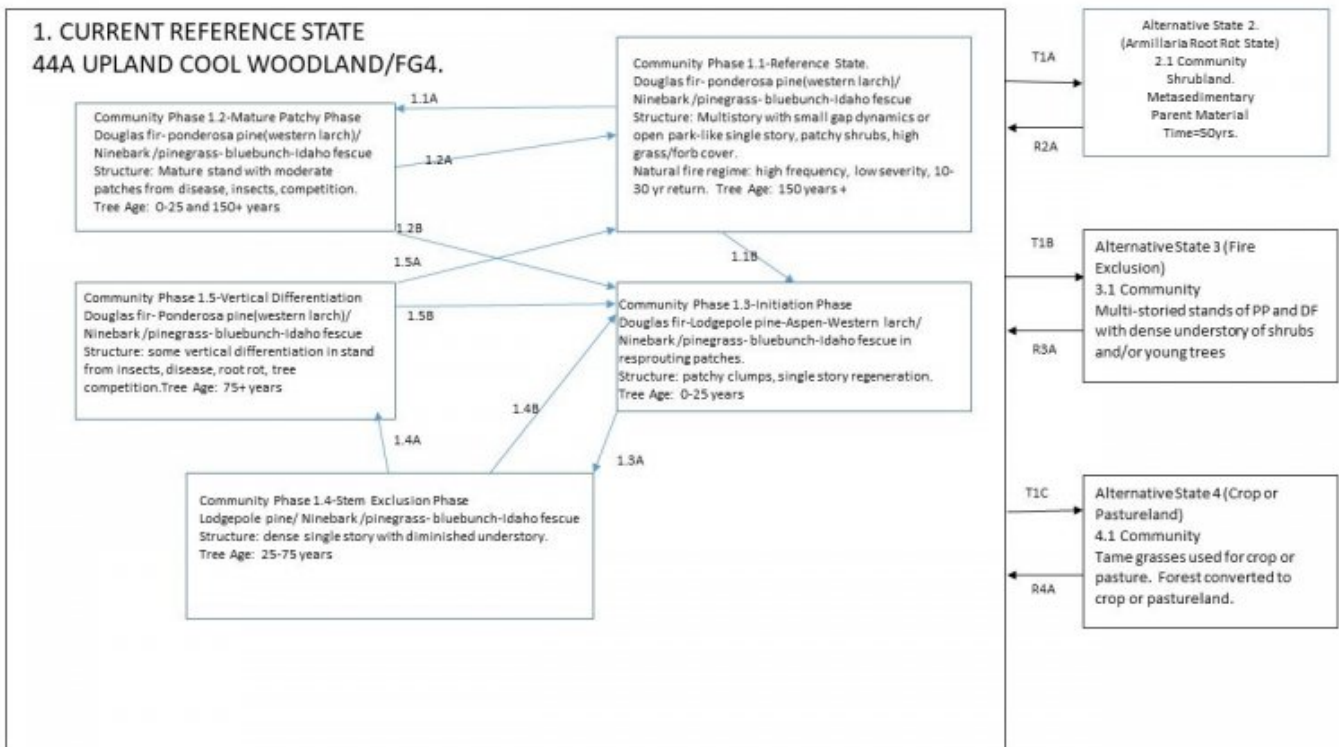 1. CURRENT REFERENCE STATE
44A UPLAND COOL WOODLAND/FG4.
Community Phase 1.1-Reference State.
Douglas fir- ponderosa pine(western larch)/
Ninebark /pinegrass- bluebunch-Idaho fescue
Structure: Multistory with small gap dynamics or
open park-like single story, patchy shrubs, high
grass/forb cover.
Natural fire regime: high frequency, low severity, 10-
30 yr return. Tree Age: 150 years +
1.1A
Community Phase 1.2-Mature Patchy Phase
Douglas fir- ponderosa pine(western larch)/
Ninebark /pinegrass- bluebunch-Idaho fescue
Structure: Mature stand with moderate
patches from disease, insects, competition.
Tree Age: 0-25 and 150+ years
1.2A
1.2B
1.5A
1.1B
Community Phase 1.5-Vertical Differentiation
Douglas fir- Ponderosa pine(western larch)/
Ninebark /pinegrass- bluebunch-Idaho fescue
Structure: some vertical differentiation in stand
from insects, disease, root rot, tree
competition.Tree Age: 75+ years
1.5B
Community Phase 1.3-Initiation Phase
Douglas fir-Lodgepole pine-Aspen-Western larch/
Ninebark /pinegrass- bluebunch-Idaho fescue in
resprouting patches.
Structure: patchy clumps, single story regeneration.
Tree Age: 0-25 years
1.4B
1.4A
1.3A
Community Phase 1.4-Stem Exclusion Phase
Lodgepole pine/ Ninebark /pinegrass- bluebunch-Idaho fescue
Structure: dense single story with diminished understory.
Tree Age: 25-75 years
T1A
R2A
Alternative State 2.
(Armillaria Root Rot State)
2.1 Community
Shrubland.
Metasedimentary
Parent Material
Time=50yrs.
T1B
R3A
Alternative State 3 (Fire
Exclusion)
3.1 Community
Multi-storied stands of PP and DF
with dense understory of shrubs
and/or young trees
T1C
R4A
Alternative State 4 (Crop or
Pastureland)
4.1 Community
Tame grasses used for crop or
pasture. Forest converted to
crop or pastureland.